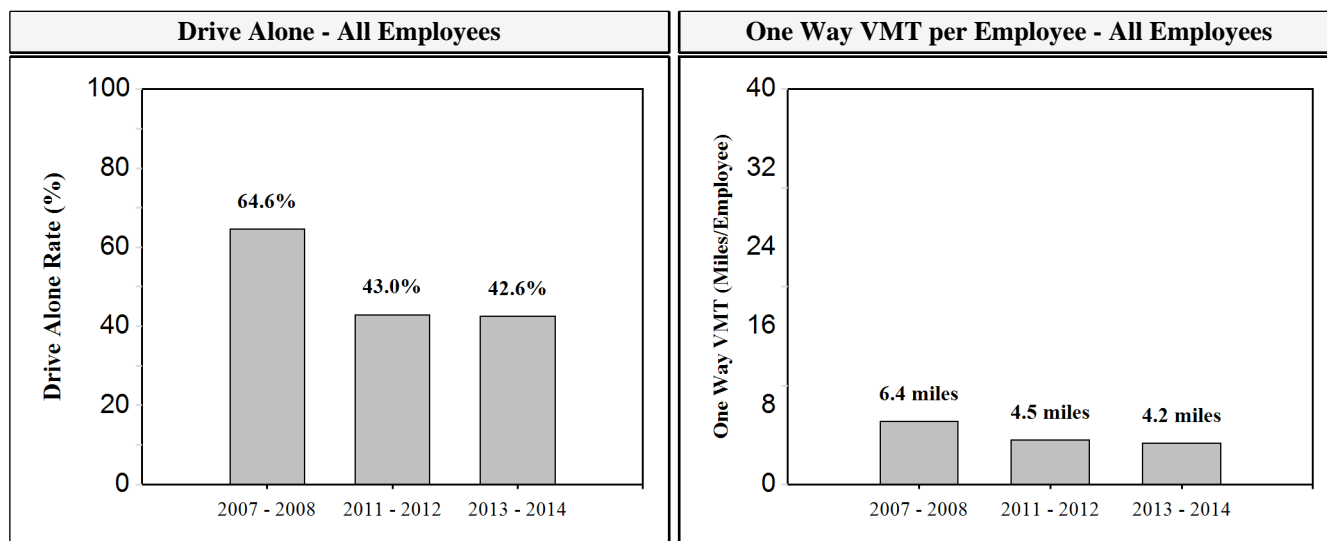 Drive Alone - All Employees
100
80
60
40
20
0
Drive Alone Rate (%)
64.6%
43.0%
42.6%
2007 - 2008
2011 - 2012
2013 - 2014
One Way VMT per Employee - All Employees
40
32
24
16
8
0
One Way VMT (Miles/Employee)
6.4 miles
4.5 miles
4.2 miles
2007 - 2008
2011 - 2012
2013 - 2014